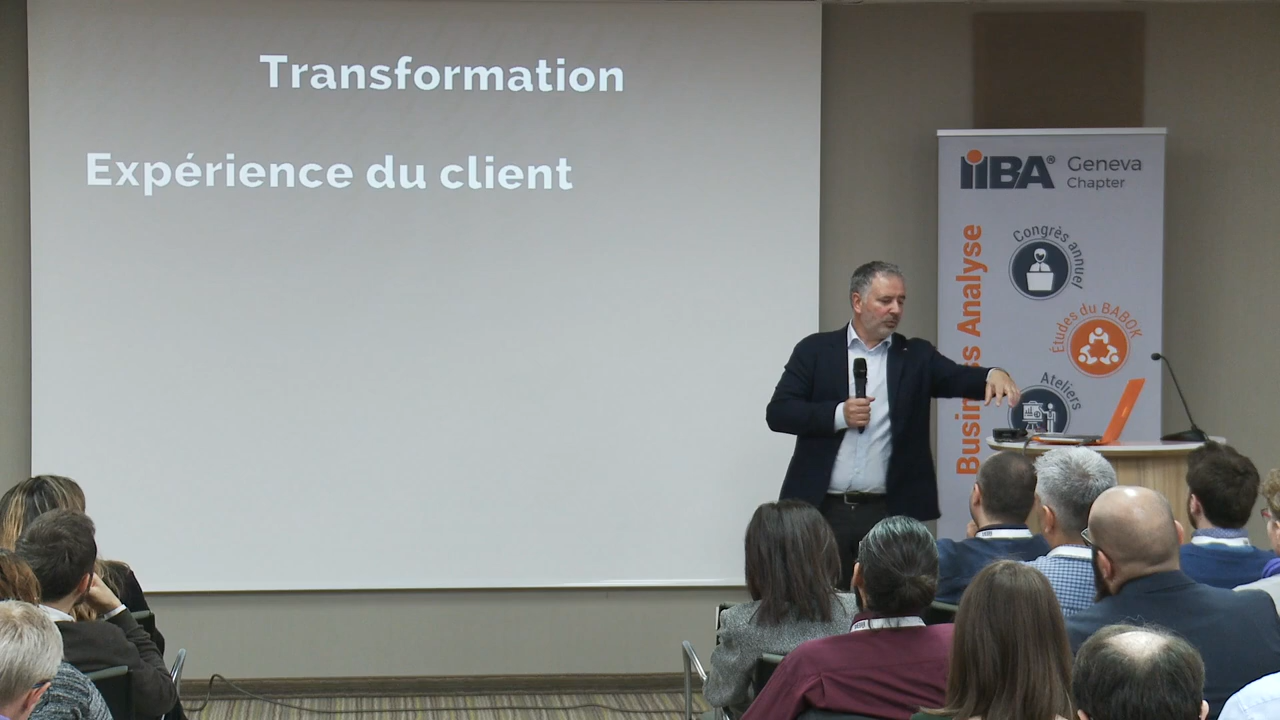 Transformation
Expérience du client
iiBA® Geneva
Chapter
Business Analyse
Congrès annuel
Études du BABOK
Ateliers